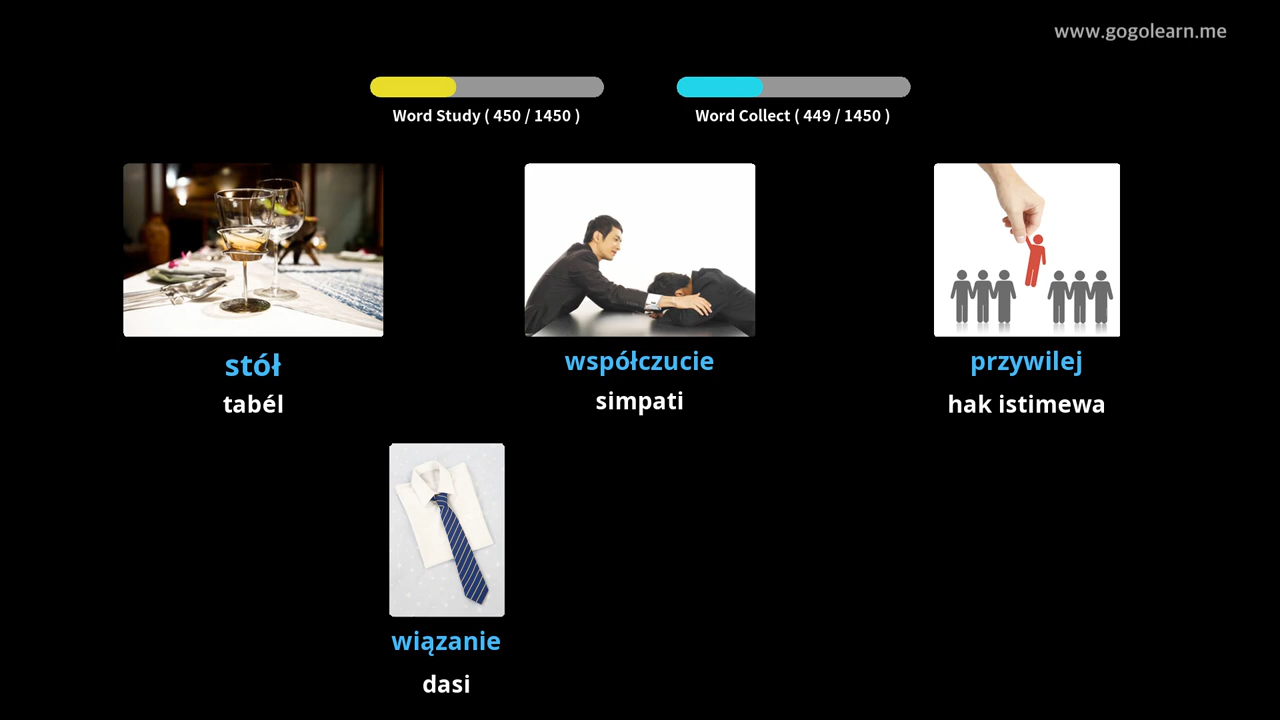 www.gogolearn.me
Word Study ( 450 / 1450 )
Word Collect ( 449 / 1450 )
stół
tabél
współczucie
simpati
przywilej
hak istimewa
wiązanie
dasi